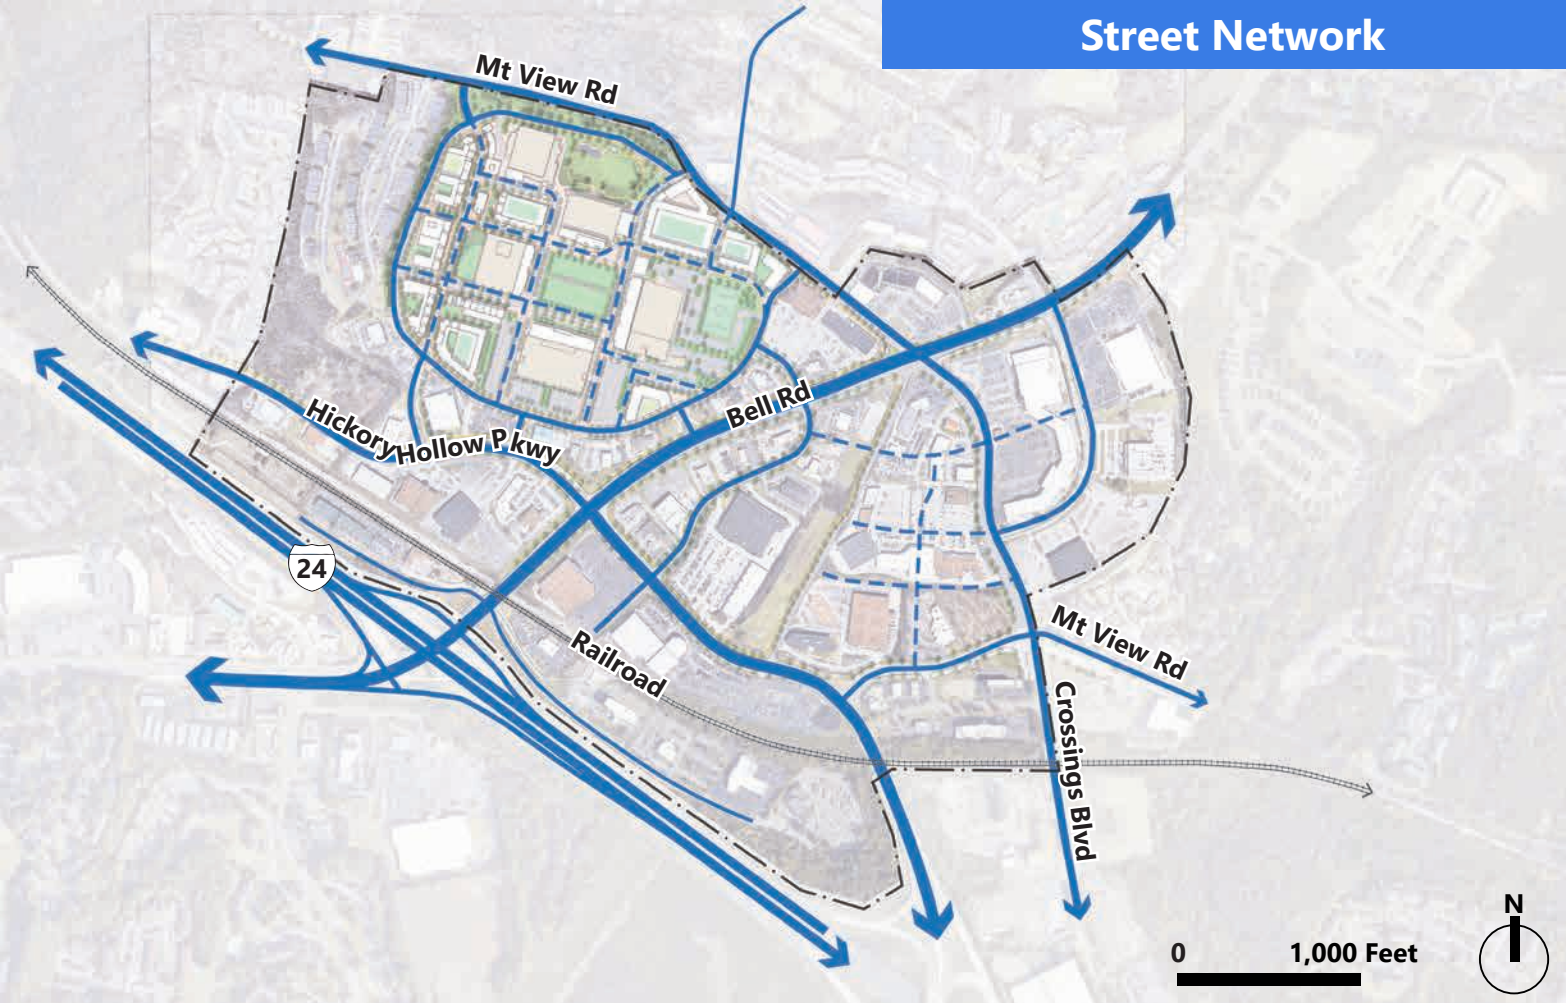 Street Network
Mt View Rd
Bell Rd
Hickory Hollow Pkwy
24
Railroad
Mt View Rd
Crossings Blvd
N
0 1,000 Feet